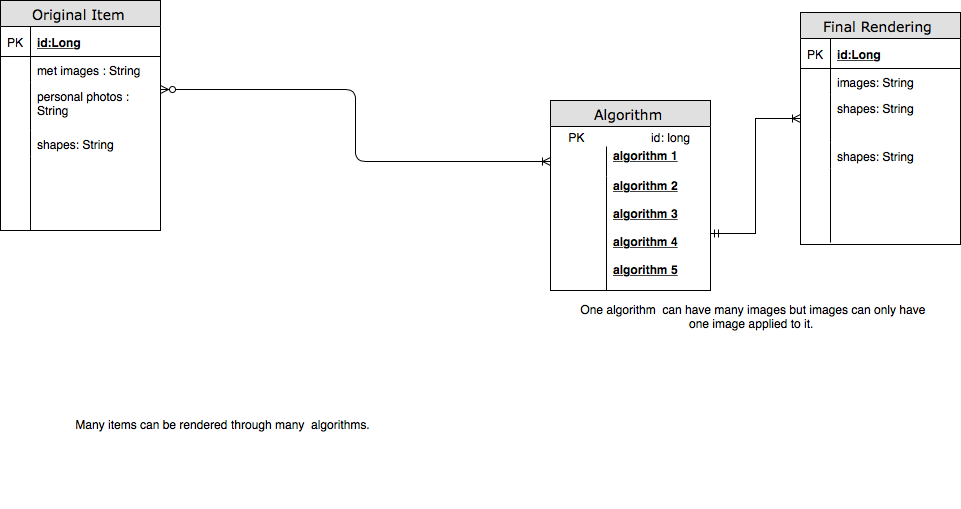 Original Item
PK id:Long
met images : String
personal photos :
String
shapes: String
Algorithm
PK id: long
algorithm 1
algorithm 2
algorithm 3
algorithm 4
algorithm 5
Final Rendering
PK id:Long
images: String
shapes: String
shapes: String
One algorithm can have many images but images can only have
one image applied to it.
Many items can be rendered through many algorithms.